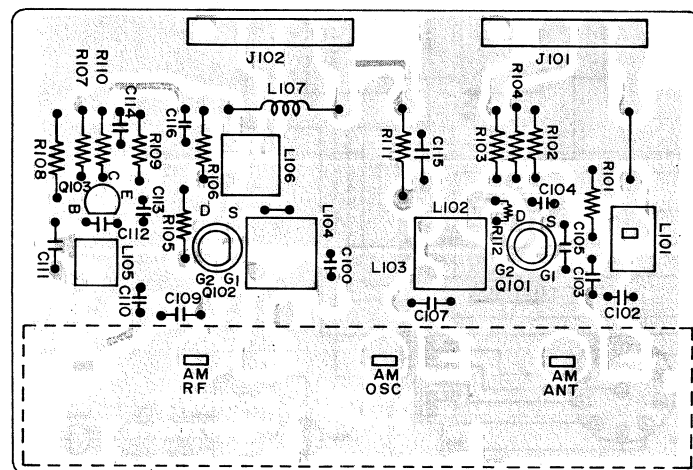 J102
J101
R110
R107
C114
C116
L107
R104
R108
R109
R106
L106
R111
C115
R103
R102
R101
C104
Q103
C
E
B
C113
C112
R105
D
S
L104
L102
D
S
R112
C105
L101
C111
L105
C110
G2
G1
Q102
C100
L103
G2
G1
Q101
C103
C109
C107
C102
AM
RF
AM
OSC
AM
ANT